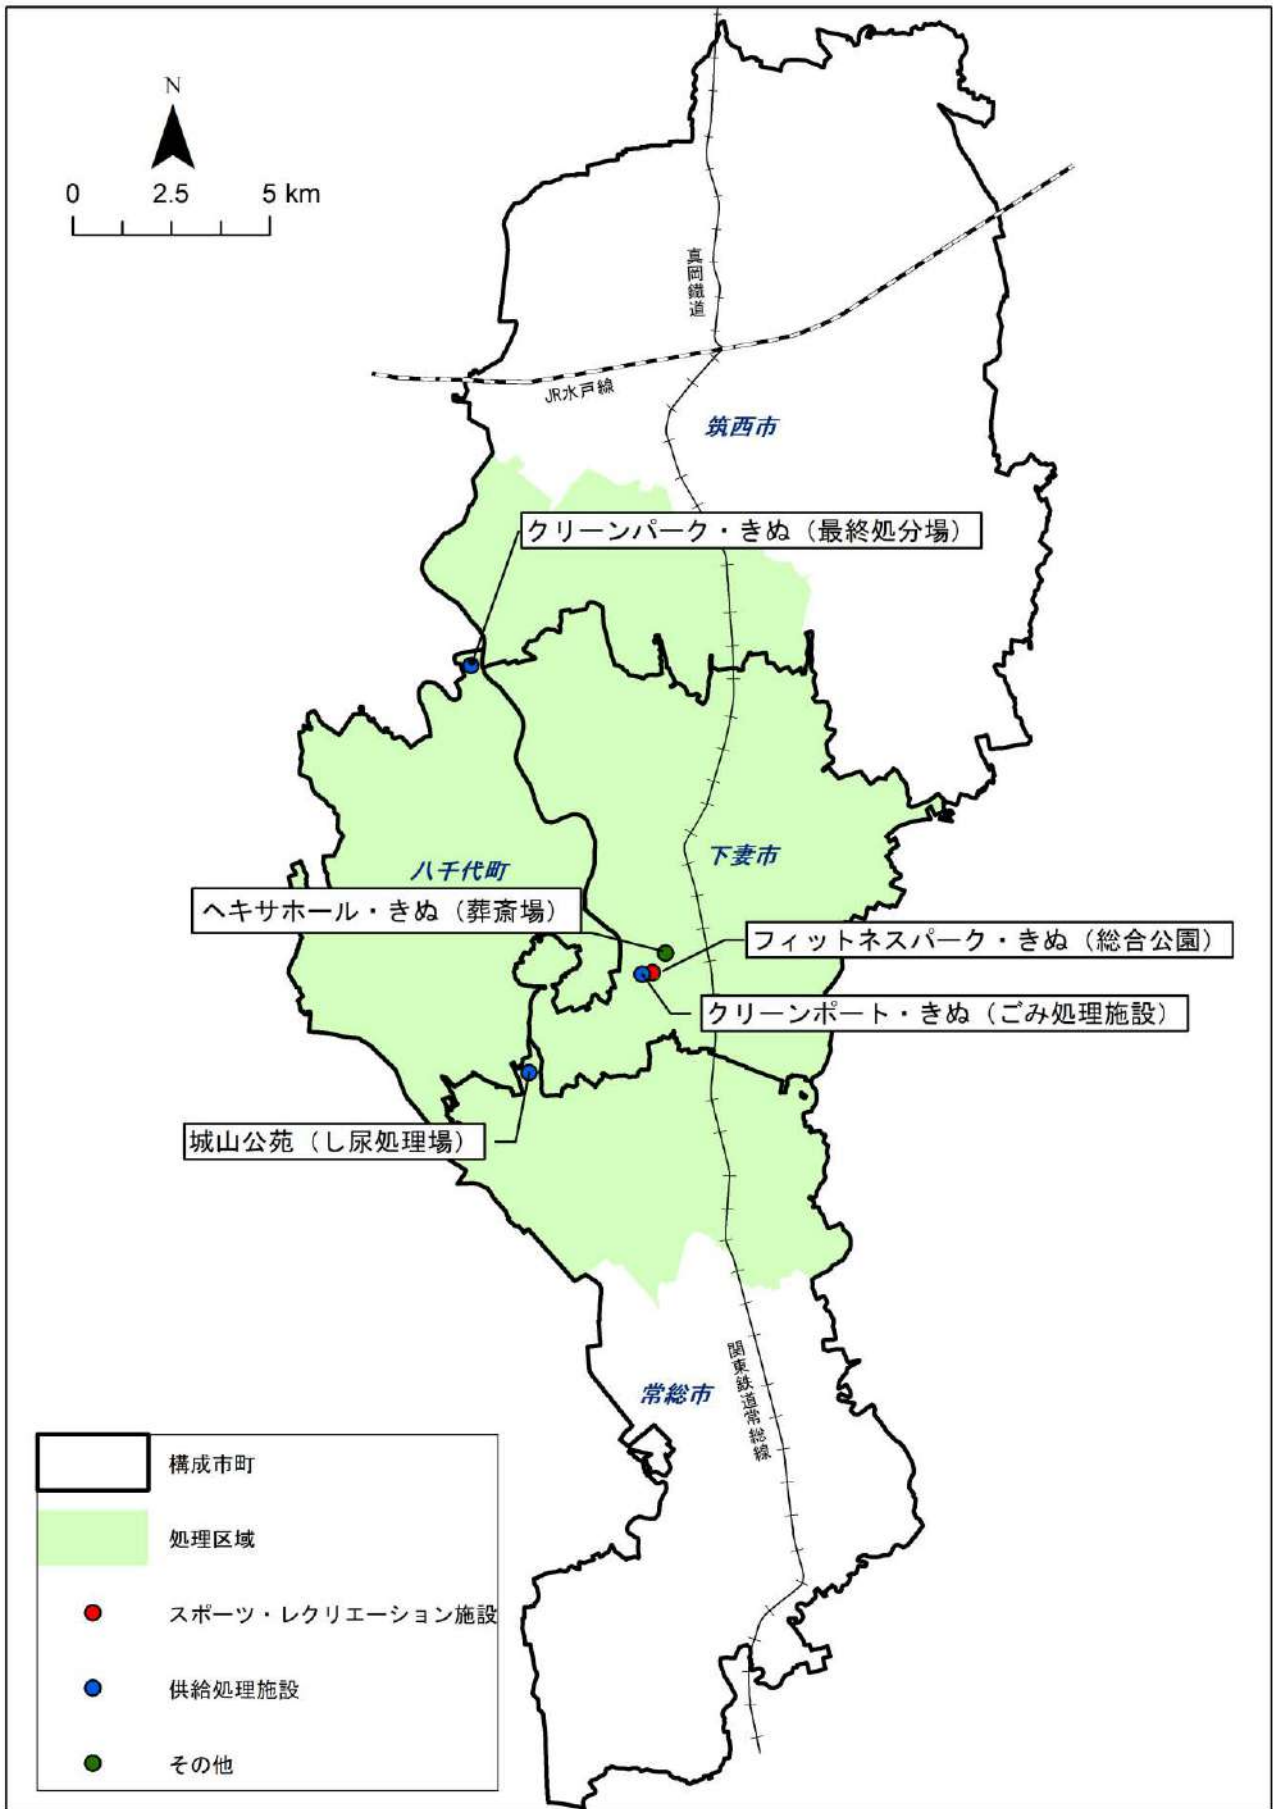 N
0 2.5 5 km
真岡鐵道
JR水戸線
筑西市
クリーンパーク・きぬ（最終処分場）
八千代町
下妻市
ヘキサホール・きぬ（葬斎場）
フィットネスパーク・きぬ（総合公園）
クリーンポート・きぬ（ごみ処理施設）
城山公苑（し尿処理場）
関東鉄道常総線
常総市
構成市町
処理区域
スポーツ・レクリエーション施設
供給処理施設
その他